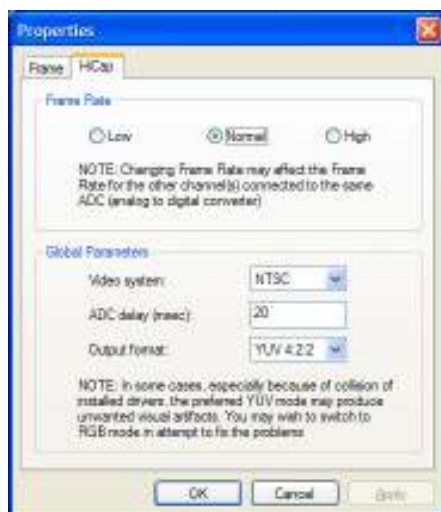 Properties
Frame HiCap
Frame Rate
Low Normal High
NOTE: Changing Frame Rate may affect the Frame
Rate for the other channel(s) connected to the same
ADC (analog to digital converter)
Global Parameters
Video system: NTSC
ADC delay (msec): 20
Output format: YUV 4:2:2
NOTE: In some cases, especially because of collision of
installed drivers, the preferred YUV mode may produce
unwanted visual artifacts. You may wish to switch to
RGB mode in attempt to fix the problems
OK Cancel Apply